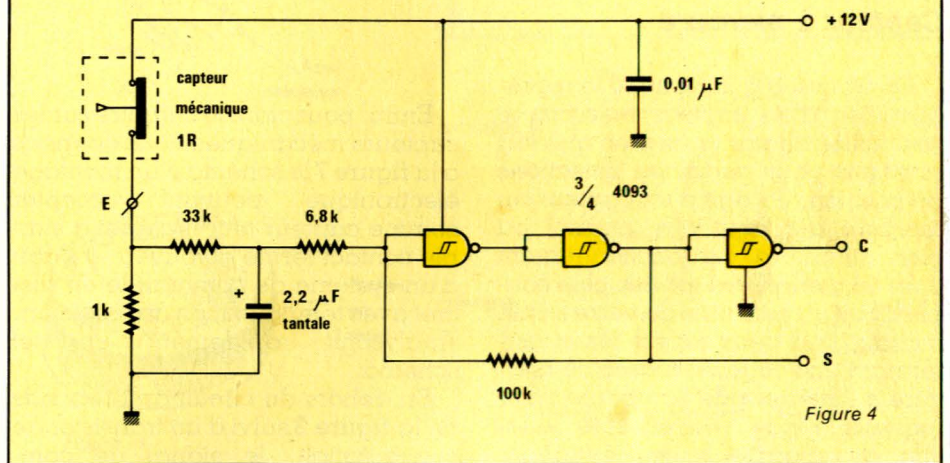 + 12 V
capteur
mécanique
1R
0,01 μF
3/4 4093
E
33k
6,8k
C
1k
+
2,2 μF
tantale
S
100k
Figure 4